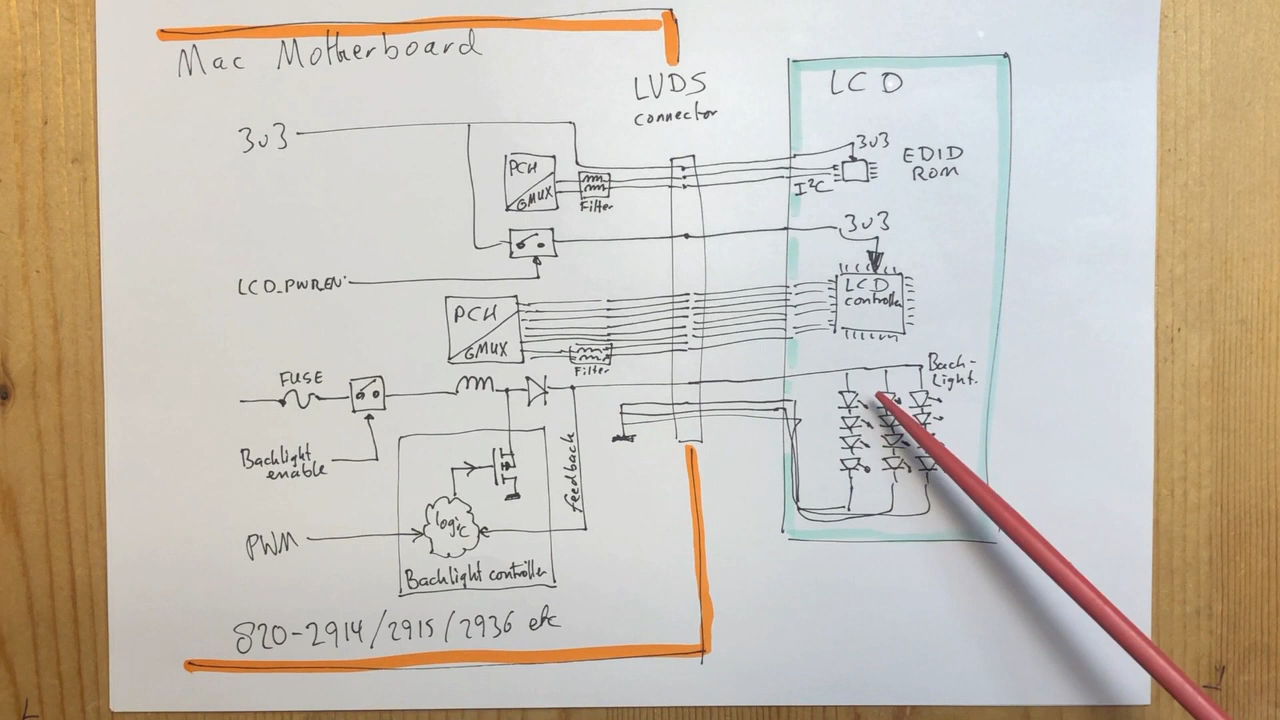 Mac Motherboard
LVDS
connector
LCD
3v3
3v3
EDID
ROM
PCH
GMUX
Filter
I²C
3v3
LCD_PWREN
LCD
controller
PCH
GMUX
Filter
FUSE
Back-
light.
Backlight
enable
feedback
logic
PWM
Backlight controller
820-2914/2915/2936 etc